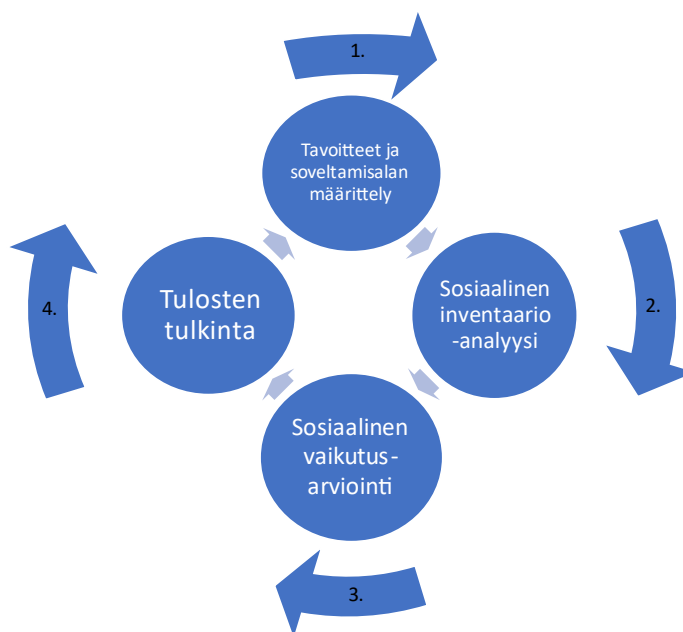 1.
Tavoitteet ja
soveltamisalan
määrittely
2.
Sosiaalinen
inventaario
-analyysi
3.
Sosiaalinen
vaikutus-
arviointi
4.
Tulosten
tulkinta